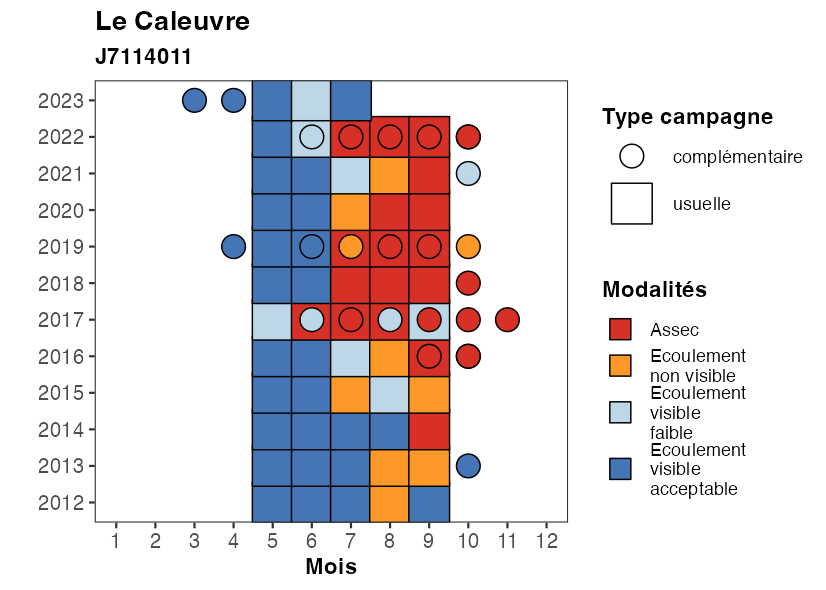 Le Caleuvre
J7114011
2023
2022
2021
2020
2019
2018
2017
2016
2015
2014
2013
2012
1 2 3 4 5 6 7 8 9 10 11 12
Mois
Type campagne
complémentaire
usuelle
Modalités
Assec
Ecoulement
non visible
Ecoulement
visible
faible
Ecoulement
visible
acceptable